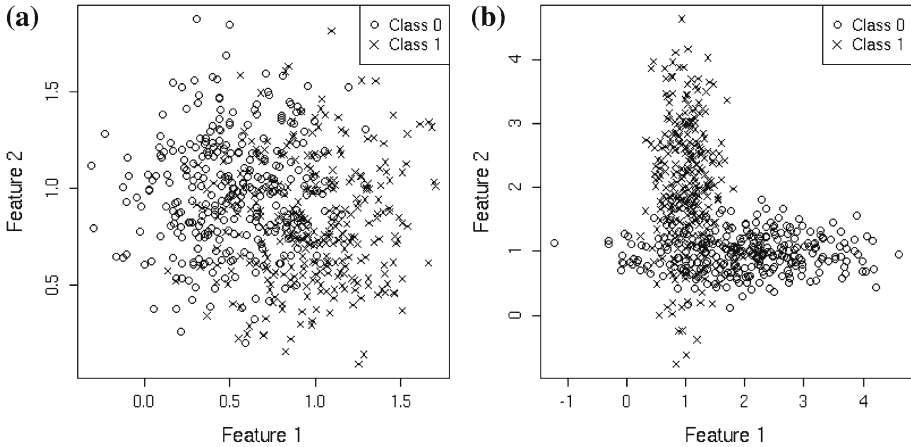 (a)
Class 0
Class 1
Feature 2
0.5 1.0 1.5
0.0 0.5 1.0 1.5
Feature 1
(b)
Class 0
Class 1
Feature 2
0 1 2 3 4
-1 0 1 2 3 4
Feature 1